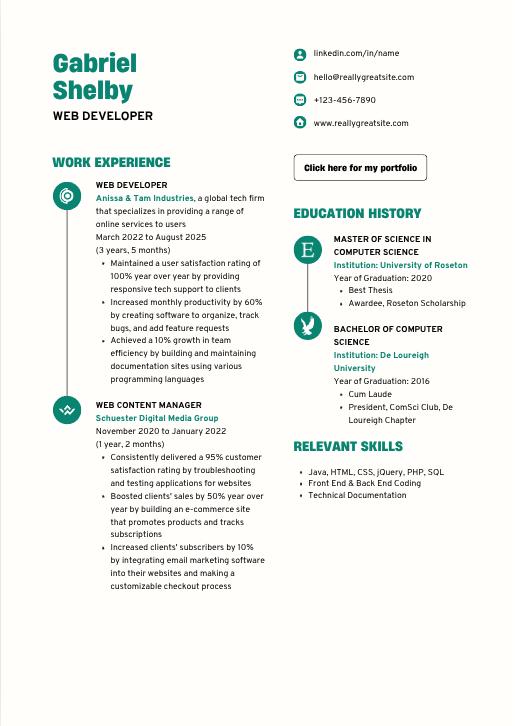 Gabriel
Shelby
WEB DEVELOPER
linkedin.com/in/name
hello@reallygreatsite.com
+123-456-7890
www.reallygreatsite.com
Click here for my portfolio
WORK EXPERIENCE
WEB DEVELOPER
Anissa & Tam Industries, a global tech firm
that specializes in providing a range of
online services to users
March 2022 to August 2025
(3 years, 5 months)
• Maintained a user satisfaction rating of
100% year over year by providing
responsive tech support to clients
• Increased monthly productivity by 60%
by creating software to organize, track
bugs, and add feature requests
• Achieved a 10% growth in team
efficiency by building and maintaining
documentation sites using various
programming languages
WEB CONTENT MANAGER
Schuester Digital Media Group
November 2020 to January 2022
(1 year, 2 months)
• Consistently delivered a 95% customer
satisfaction rating by troubleshooting
and testing applications for websites
• Boosted clients' sales by 50% year over
year by building an e-commerce site
that promotes products and tracks
subscriptions
• Increased clients' subscribers by 10%
by integrating email marketing software
into their websites and making a
customizable checkout process
EDUCATION HISTORY
E
MASTER OF SCIENCE IN
COMPUTER SCIENCE
Institution: University of Roseton
Year of Graduation: 2020
• Best Thesis
• Awardee, Roseton Scholarship
BACHELOR OF COMPUTER
SCIENCE
Institution: De Loureigh
University
Year of Graduation: 2016
• Cum Laude
• President, ComSci Club, De
Loureigh Chapter
RELEVANT SKILLS
• Java, HTML, CSS, jQuery, PHP, SQL
• Front End & Back End Coding
• Technical Documentation